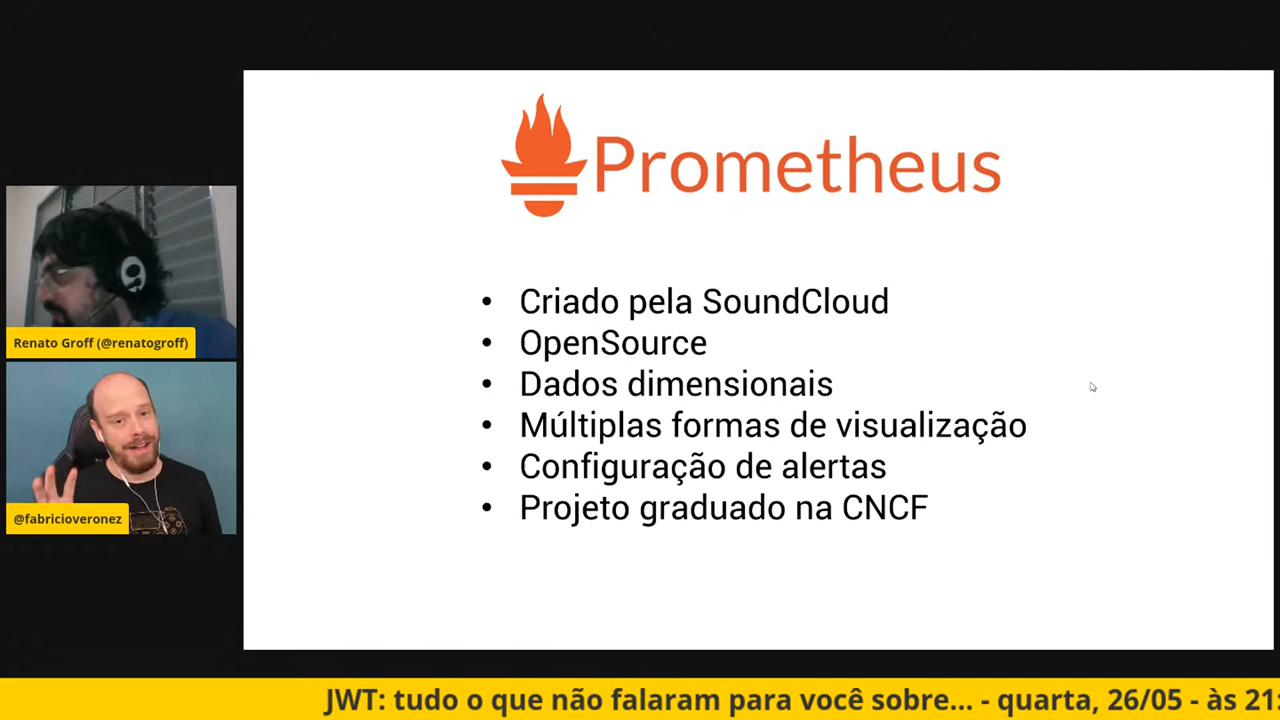 Prometheus
• Criado pela SoundCloud
• OpenSource
• Dados dimensionais
• Múltiplas formas de visualização
• Configuração de alertas
• Projeto graduado na CNCF
Renato Groff (@renatogroff)
@fabricioveronez
JWT: tudo o que não falaram para você sobre... - quarta, 26/05 - às 21: